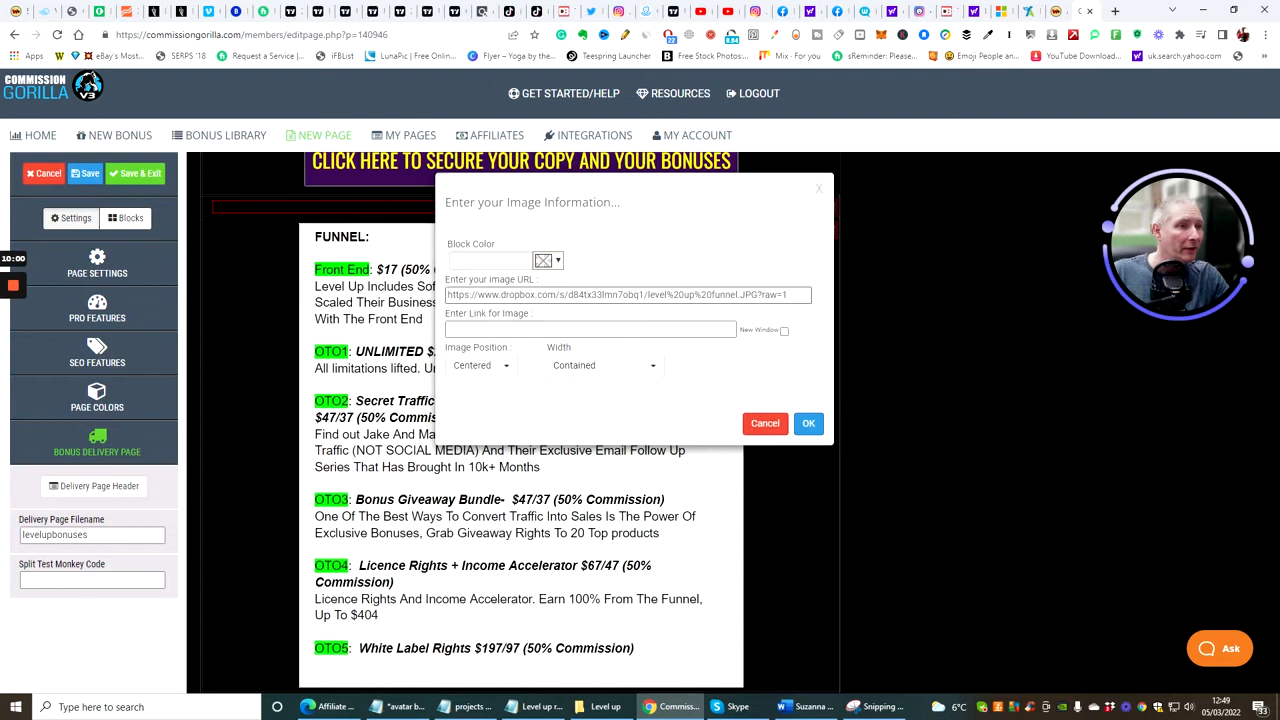 https://www.commissiongorilla.com/members/editpage.php?p=140946
Apps
eBay's Most...
SERPS '19
Request a Service...
iFBList
LunaPic | Free Onlin...
Flyer – Yoga by the...
Teespring Launcher
Free Stock Photos...
Mix - For you
sReminder: Please...
Emoji People and...
YouTube Download...
uk.search.yahoo.com
COMMISSION
GORILLA
V3
GET STARTED/HELP
RESOURCES
LOGOUT
HOME
NEW BONUS
BONUS LIBRARY
NEW PAGE
MY PAGES
AFFILIATES
INTEGRATIONS
MY ACCOUNT
Cancel
Save
Save & Exit
Settings
Blocks
10:00
PAGE SETTINGS
PRO FEATURES
SEO FEATURES
PAGE COLORS
BONUS DELIVERY PAGE
Delivery Page Header
Delivery Page Filename
levelupbonuses
Split Test Monkey Code
CLICK HERE TO SECURE YOUR COPY AND YOUR BONUSES
X
Enter your Image Information...
Block Color
Enter your image URL :
https://www.dropbox.com/s/d84tx33lmn7obq1/level%20up%20funnel.JPG?raw=1
Enter Link for Image :
New Window
Image Position :
Width
Centered
Contained
Cancel
OK
FUNNEL:
Front End: $17 (50%
Level Up Includes Sof
Scaled Their Business
With The Front End
OTO1: UNLIMITED $
All limitations lifted. Un
OTO2: Secret Traffic
$47/37 (50% Commis
Find out Jake And Ma
Traffic (NOT SOCIAL MEDIA) And Their Exclusive Email Follow Up
Series That Has Brought In 10k+ Months
OTO3: Bonus Giveaway Bundle- $47/37 (50% Commission)
One Of The Best Ways To Convert Traffic Into Sales Is The Power Of
Exclusive Bonuses, Grab Giveaway Rights To 20 Top products
OTO4: Licence Rights + Income Accelerator $67/47 (50%
Commission)
Licence Rights And Income Accelerator. Earn 100% From The Funnel,
Up To $404
OTO5: White Label Rights $197/97 (50% Commission)
Ask
Type here to search
Affiliate ...
*avatar b...
projects ...
Level up r...
Level up
Commiss...
Skype
Suzanna ...
Snipping ...
6°C
12:49
05/03/2022